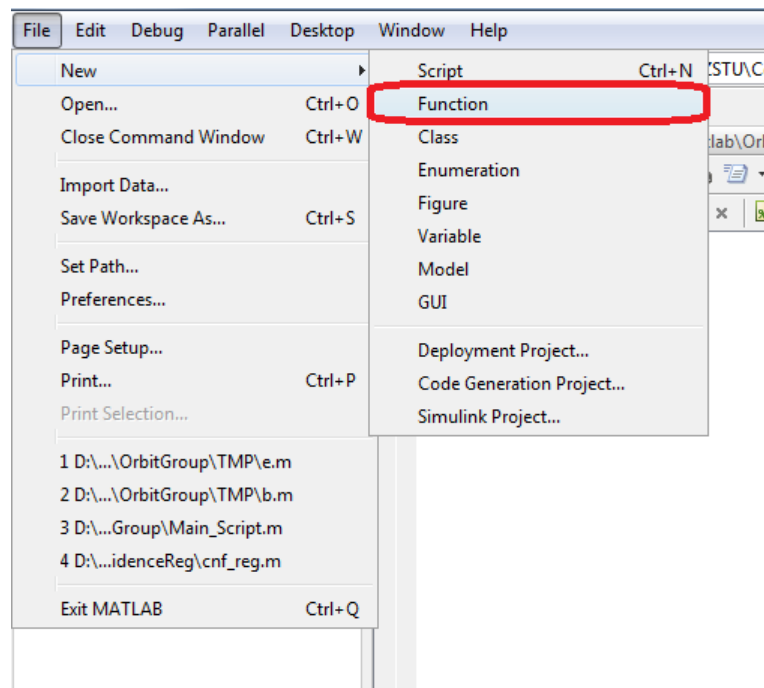 File Edit Debug Parallel Desktop Window Help
New
Open... Ctrl+O
Close Command Window Ctrl+W
Import Data...
Save Workspace As... Ctrl+S
Set Path...
Preferences...
Page Setup...
Print... Ctrl+P
Print Selection...
1 D:\...\OrbitGroup\TMP\e.m
2 D:\...\OrbitGroup\TMP\b.m
3 D:\...Group\Main_Script.m
4 D:\...idenceReg\cnf_reg.m
Exit MATLAB Ctrl+Q
Script Ctrl+N
Function
Class
Enumeration
Figure
Variable
Model
GUI
Deployment Project...
Code Generation Project...
Simulink Project...